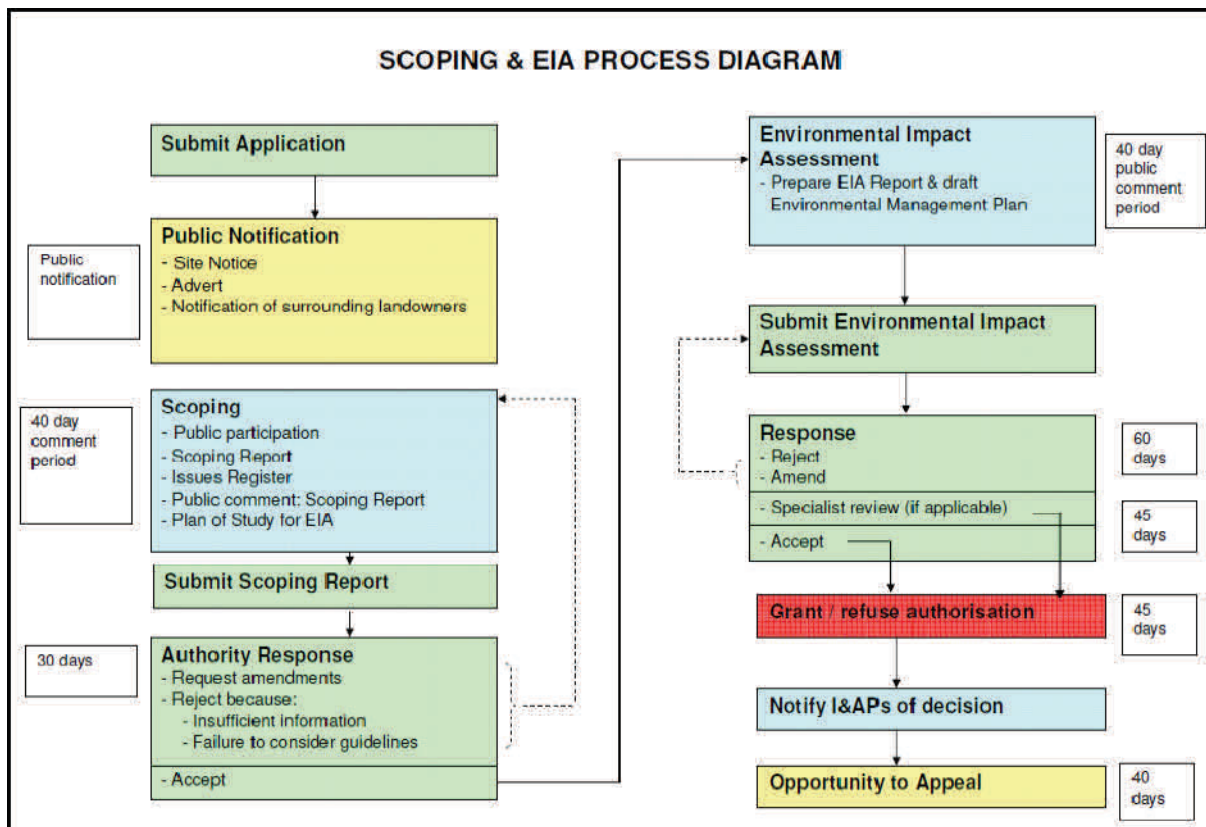 SCOPING & EIA PROCESS DIAGRAM
Submit Application
Public
notification
Public Notification
- Site Notice
- Advert
- Notification of surrounding landowners
40 day
comment
period
Scoping
- Public participation
- Scoping Report
- Issues Register
- Public comment: Scoping Report
- Plan of Study for EIA
Submit Scoping Report
30 days
Authority Response
- Request amendments
- Reject because:
- Insufficient information
- Failure to consider guidelines
- Accept
Environmental Impact
Assessment
- Prepare EIA Report & draft
Environmental Management Plan
40 day
public
comment
period
Submit Environmental Impact
Assessment
Response
- Reject
- Amend
60
days
- Specialist review (if applicable)
- Accept
45
days
Grant / refuse authorisation
45
days
Notify I&APs of decision
Opportunity to Appeal
40
days